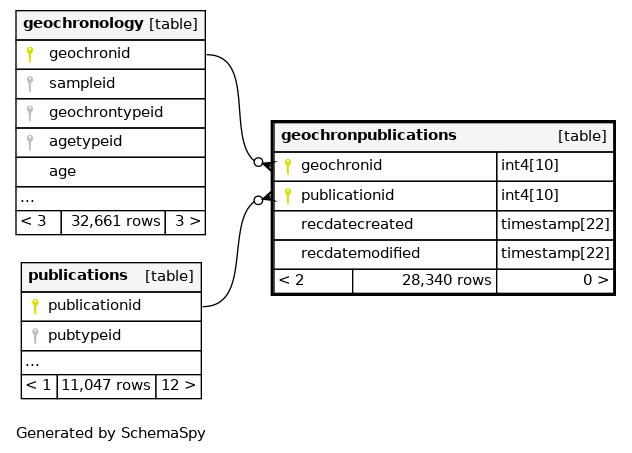 geochronology [table]
geochronid
sampleid
geochrontypeid
agetypeid
age
...
< 3 32,661 rows 3 >
geochronpublications [table]
geochronid int4[10]
publicationid int4[10]
recdatecreated timestamp[22]
recdatemodified timestamp[22]
< 2 28,340 rows 0 >
publications [table]
publicationid
pubtypeid
...
< 1 11,047 rows 12 >
Generated by SchemaSpy